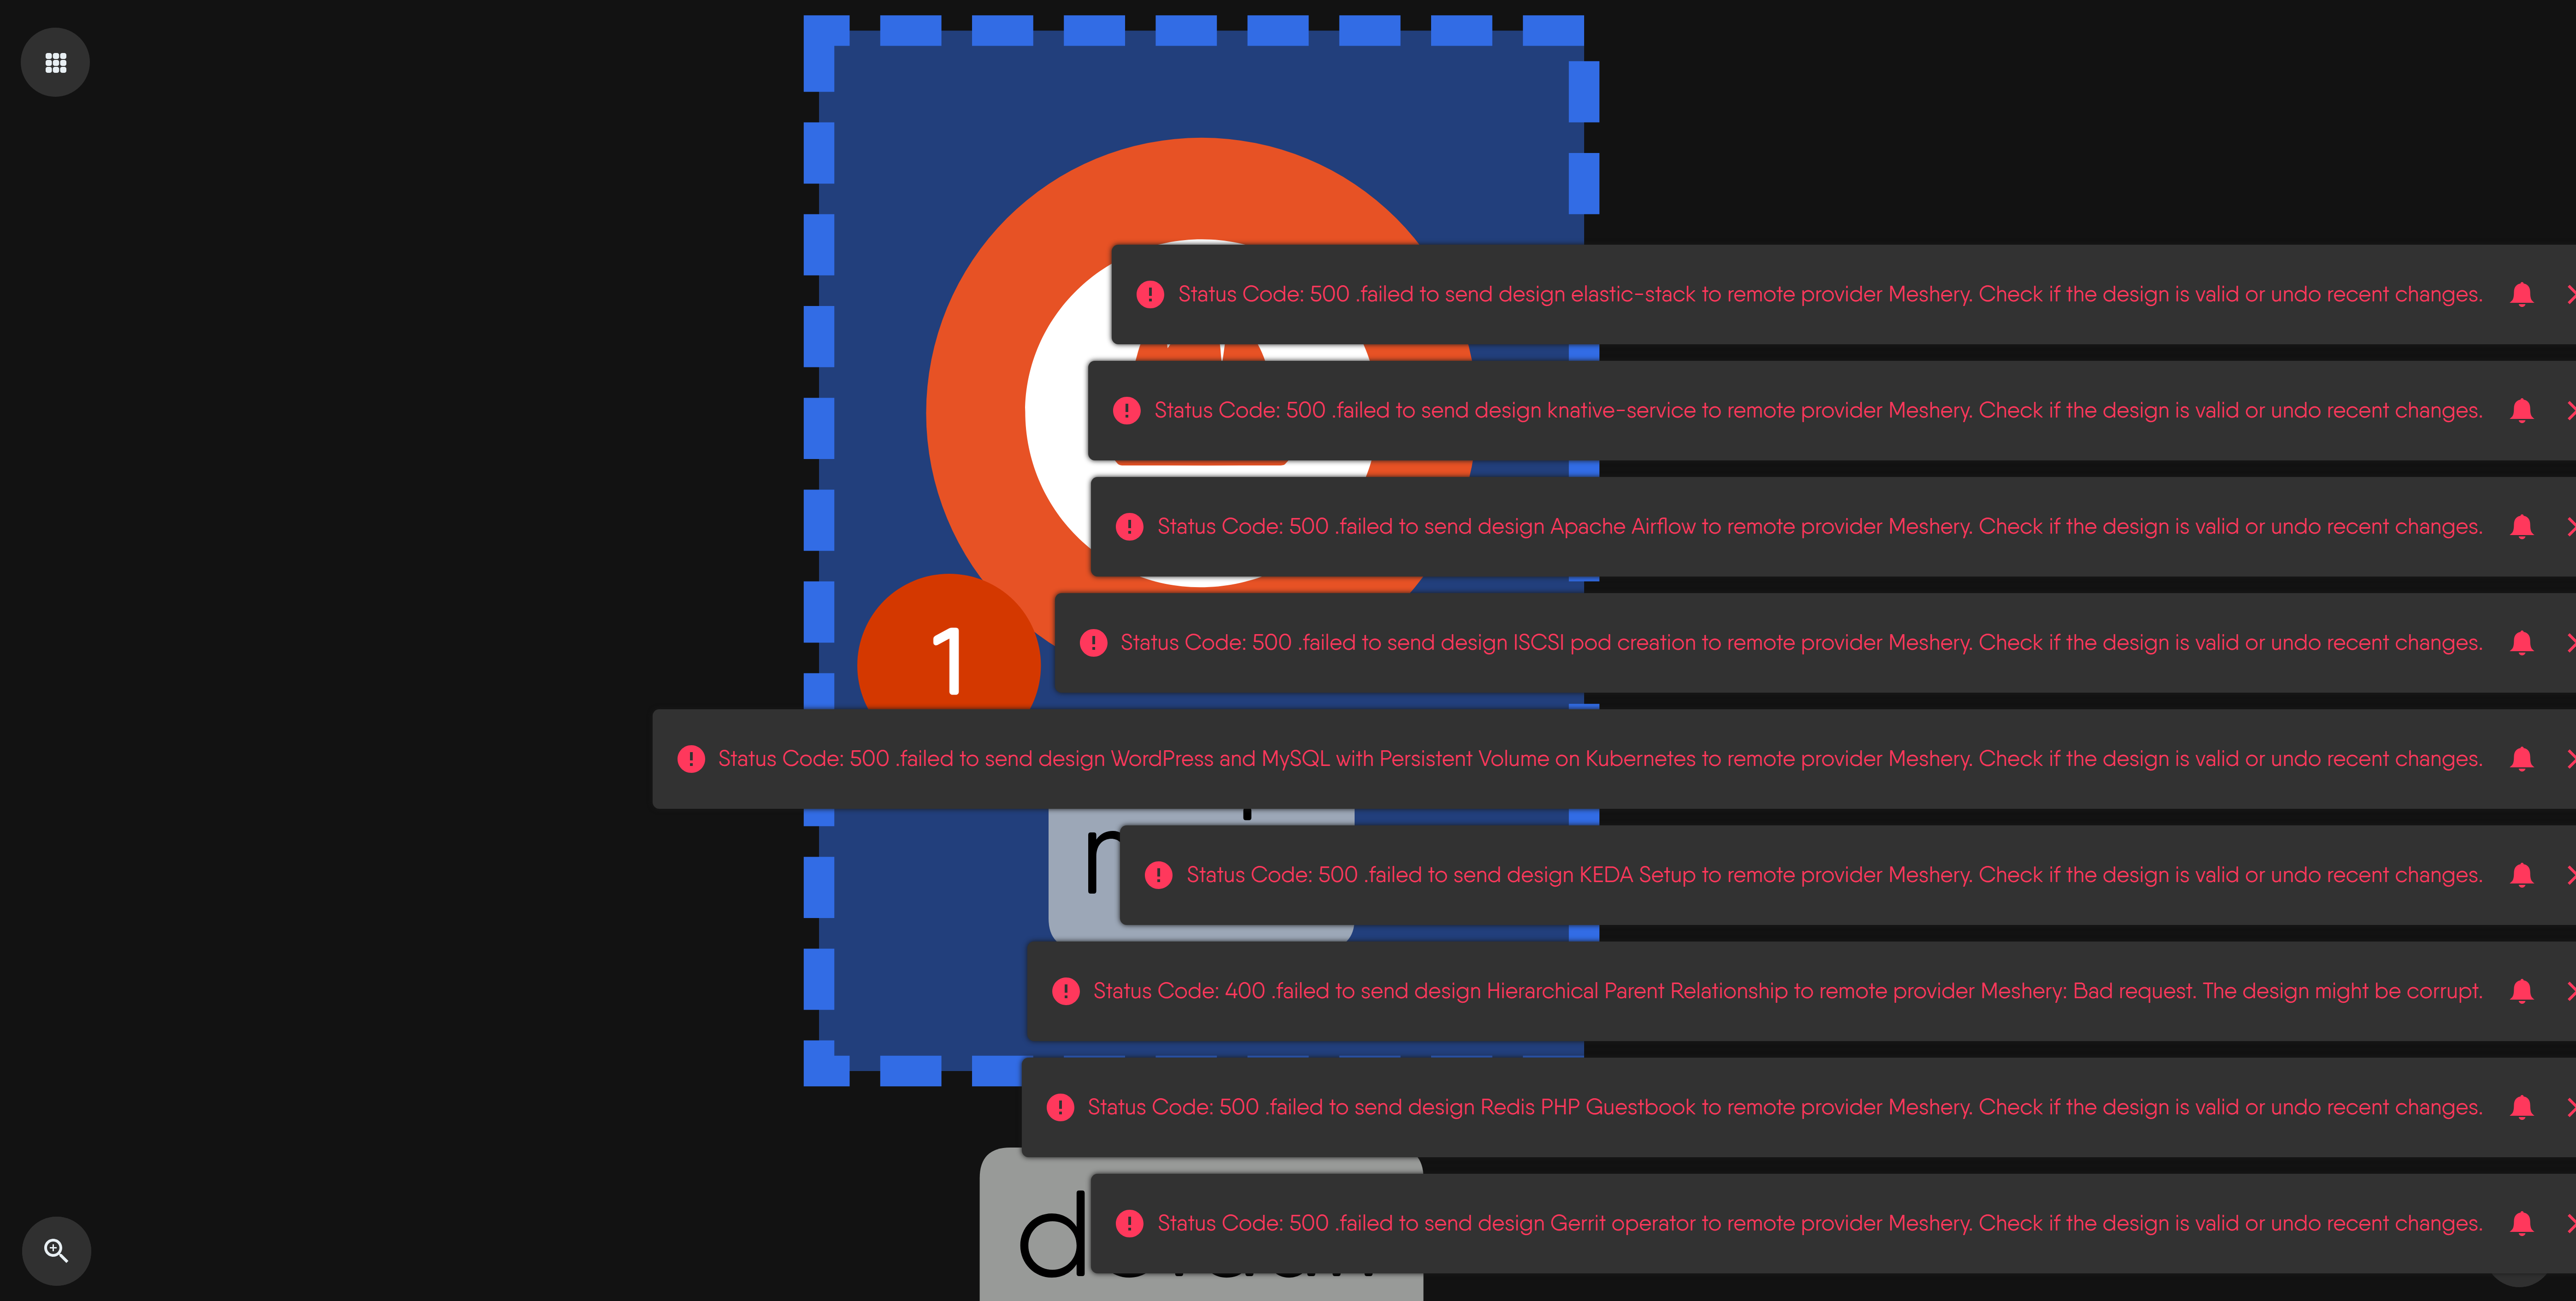 Status Code: 500 .failed to send design elastic-stack to remote provider Meshery. Check if the design is valid or undo recent changes.
Status Code: 500 .failed to send design knative-service to remote provider Meshery. Check if the design is valid or undo recent changes.
Status Code: 500 .failed to send design Apache Airflow to remote provider Meshery. Check if the design is valid or undo recent changes.
Status Code: 500 .failed to send design ISCSI pod creation to remote provider Meshery. Check if the design is valid or undo recent changes.
1
Status Code: 500 .failed to send design WordPress and MySQL with Persistent Volume on Kubernetes to remote provider Meshery. Check if the design is valid or undo recent changes.
Status Code: 500 .failed to send design KEDA Setup to remote provider Meshery. Check if the design is valid or undo recent changes.
Status Code: 400 .failed to send design Hierarchical Parent Relationship to remote provider Meshery: Bad request. The design might be corrupt.
Status Code: 500 .failed to send design Redis PHP Guestbook to remote provider Meshery. Check if the design is valid or undo recent changes.
Status Code: 500 .failed to send design Gerrit operator to remote provider Meshery. Check if the design is valid or undo recent changes.